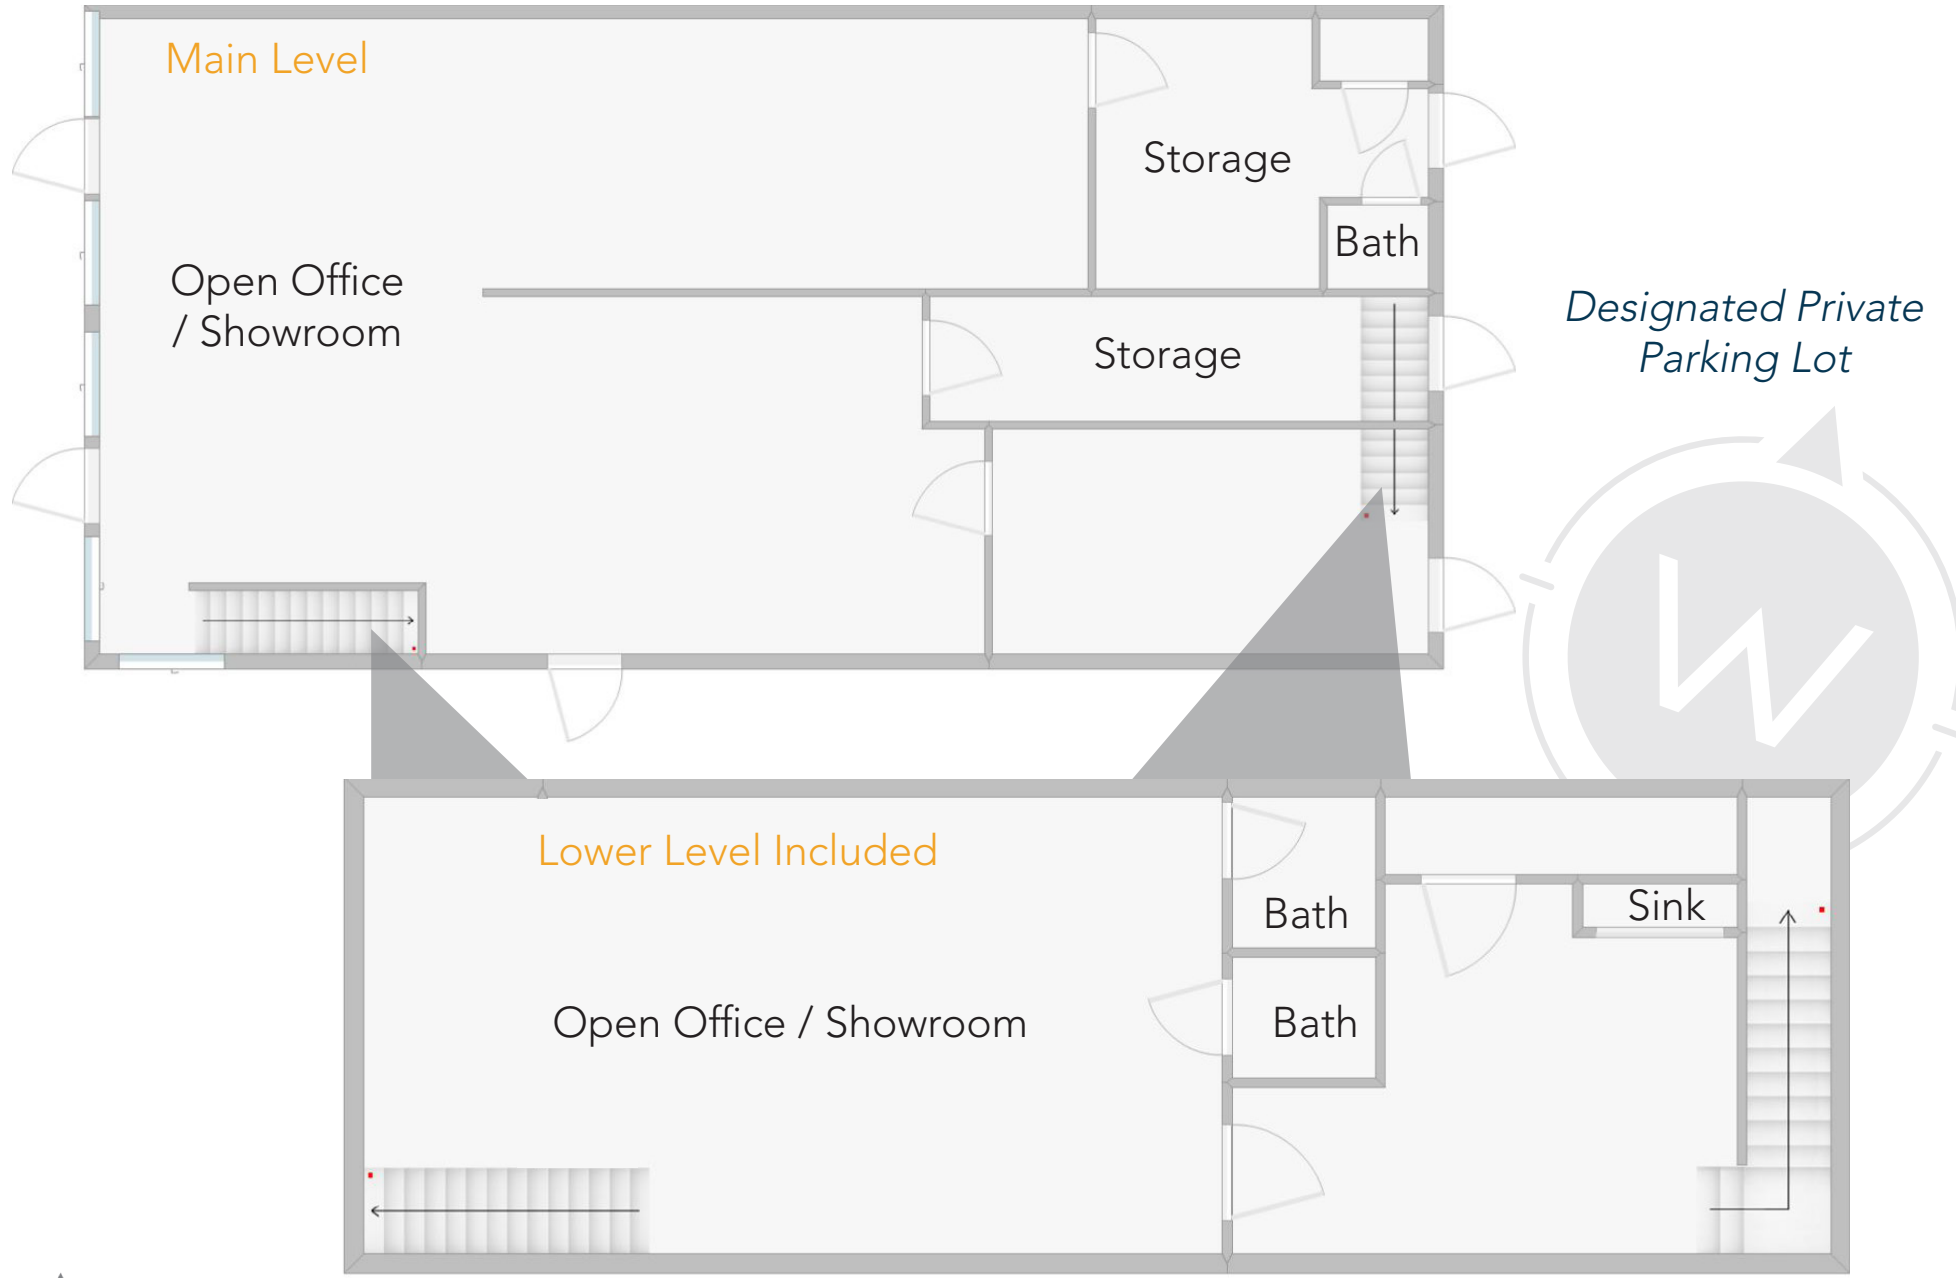 Main Level
Storage
Bath
Open Office
/ Showroom
Storage
Designated Private
Parking Lot
W
Lower Level Included
Sink
Bath
Open Office / Showroom
Bath